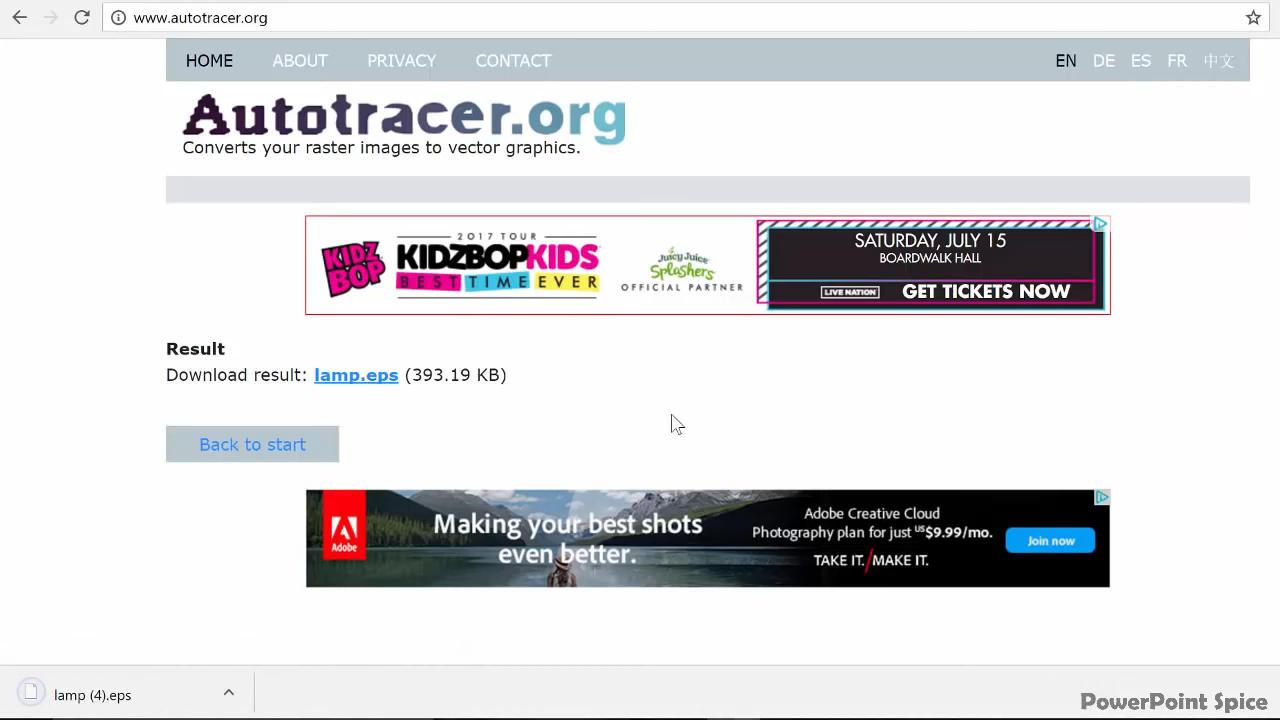 www.autotracer.org
HOME ABOUT PRIVACY CONTACT EN DE ES FR 中文
Autotracer.org
Converts your raster images to vector graphics.
KIDZ BOP
2017 TOUR
KIDZBOPKIDS
BEST TIME EVER
JUICY JUICE
Splashers
OFFICIAL PARTNER
SATURDAY, JULY 15
BOARDWALK HALL
LIVE NATION GET TICKETS NOW
Result
Download result: lamp.eps (393.19 KB)
Back to start
Adobe
Making your best shots
even better.
Adobe Creative Cloud
Photography plan for just US$9.99/mo.
TAKE IT./MAKE IT.
Join now
lamp (4).eps
PowerPoint Spice